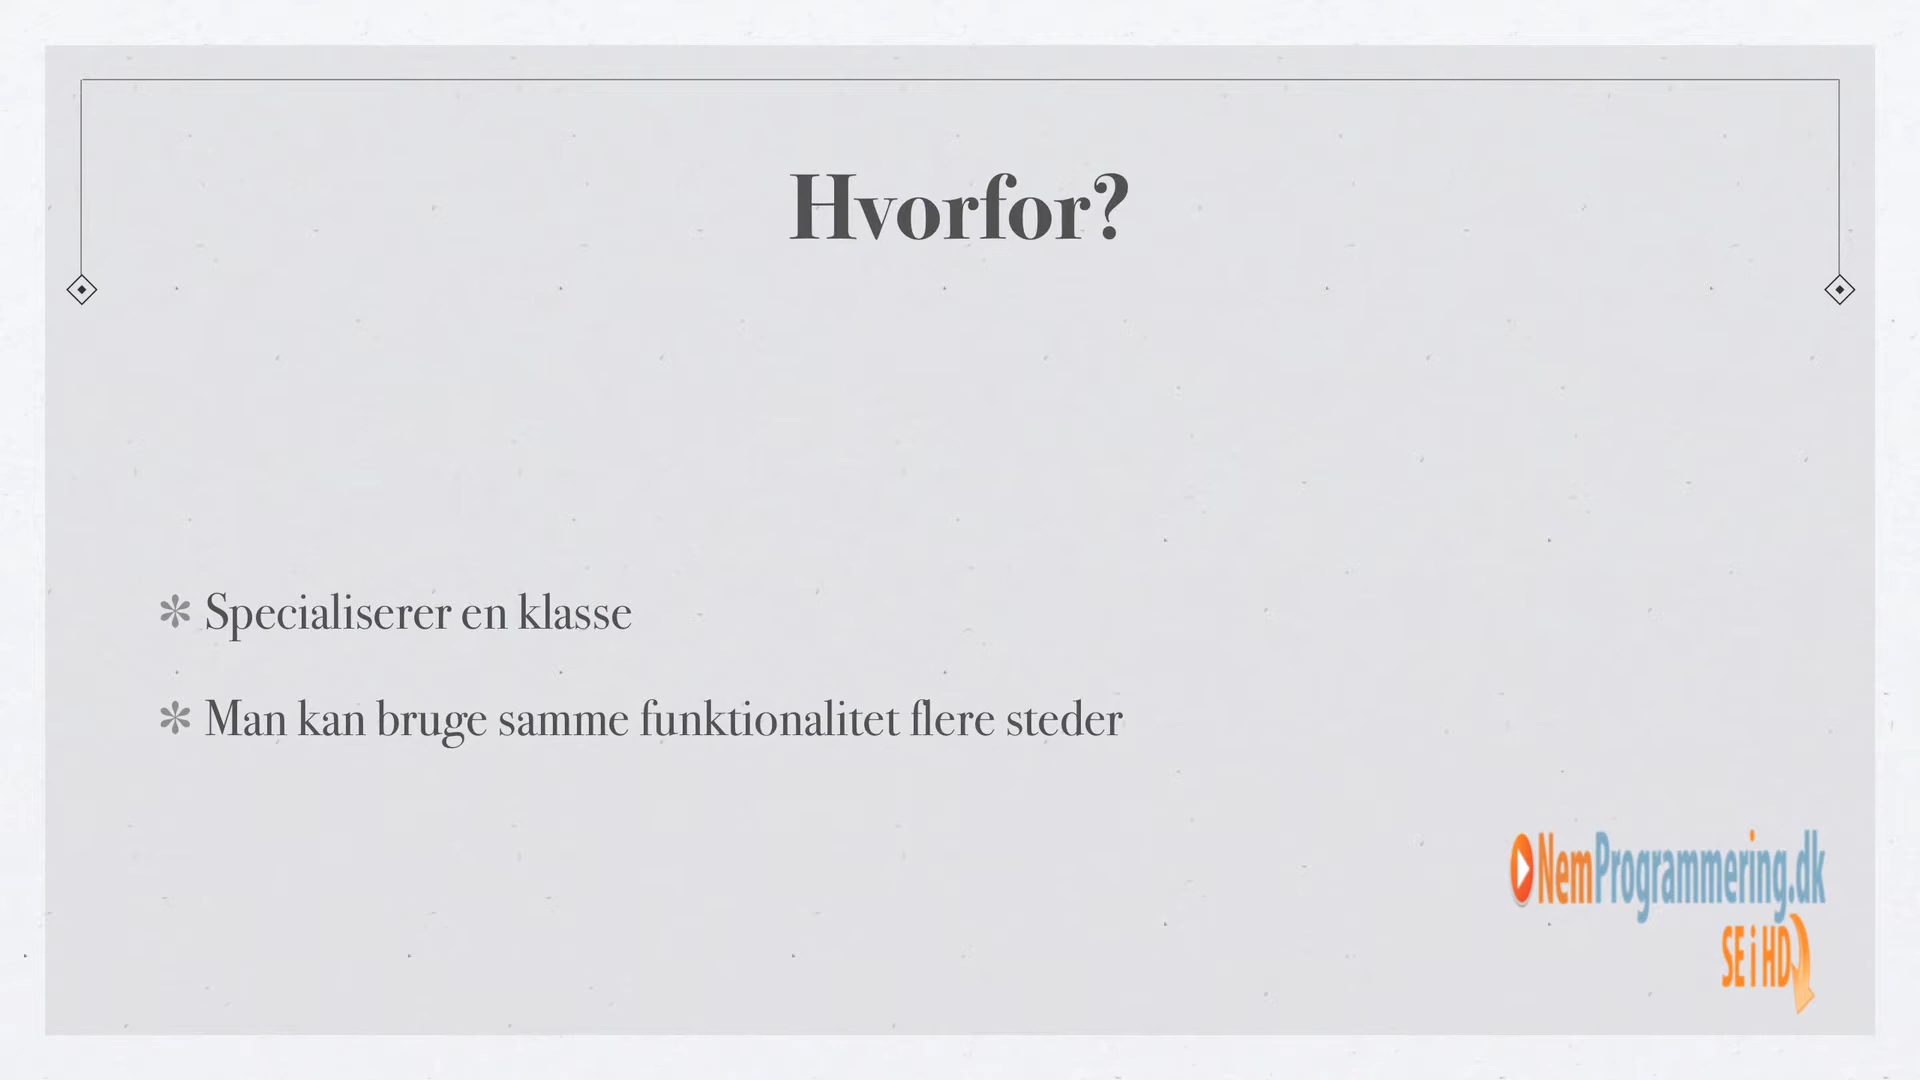 Hvorfor?
✻ Specialiserer en klasse
✻ Man kan bruge samme funktionalitet flere steder
NemProgrammering.dk
SE i HD